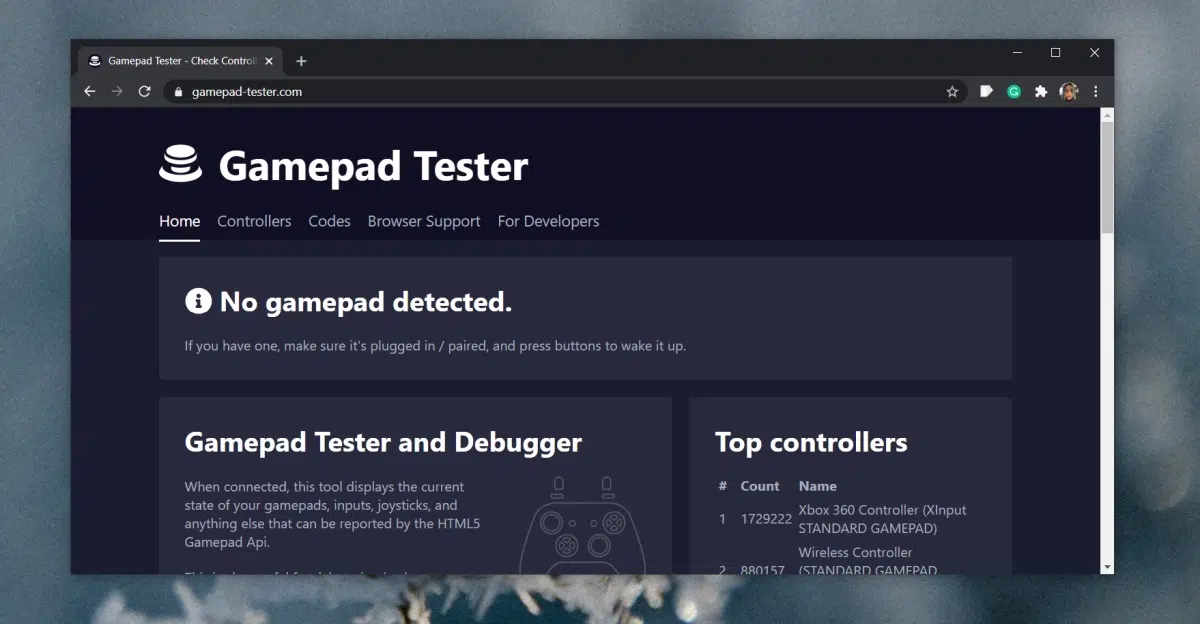 Gamepad Tester - Check Controll
gamepad-tester.com
Gamepad Tester
Home Controllers Codes Browser Support For Developers
No gamepad detected.
If you have one, make sure it's plugged in / paired, and press buttons to wake it up.
Gamepad Tester and Debugger
When connected, this tool displays the current
state of your gamepads, inputs, joysticks, and
anything else that can be reported by the HTML5
Gamepad Api.
Top controllers
# Count Name
1 1729222 Xbox 360 Controller (XInput
STANDARD GAMEPAD)
2 880157 Wireless Controller
(STANDARD GAMEPAD